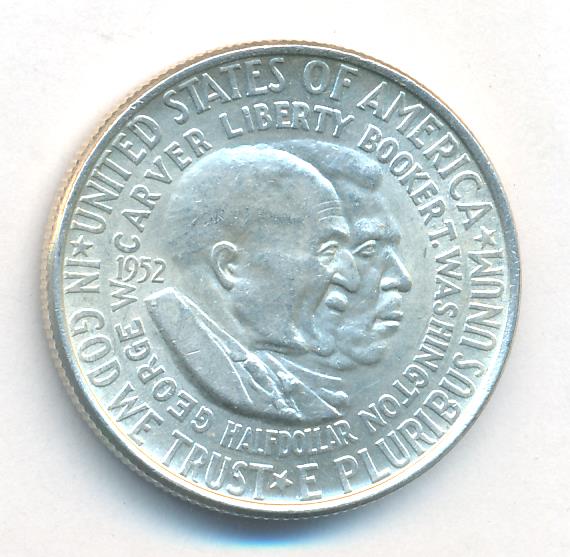 UNITED STATES OF AMERICA
★ E PLURIBUS UNUM ★
IN GOD WE TRUST ★
GEORGE W CARVER LIBERTY BOOKER T. WASHINGTON
1952
HALF DOLLAR